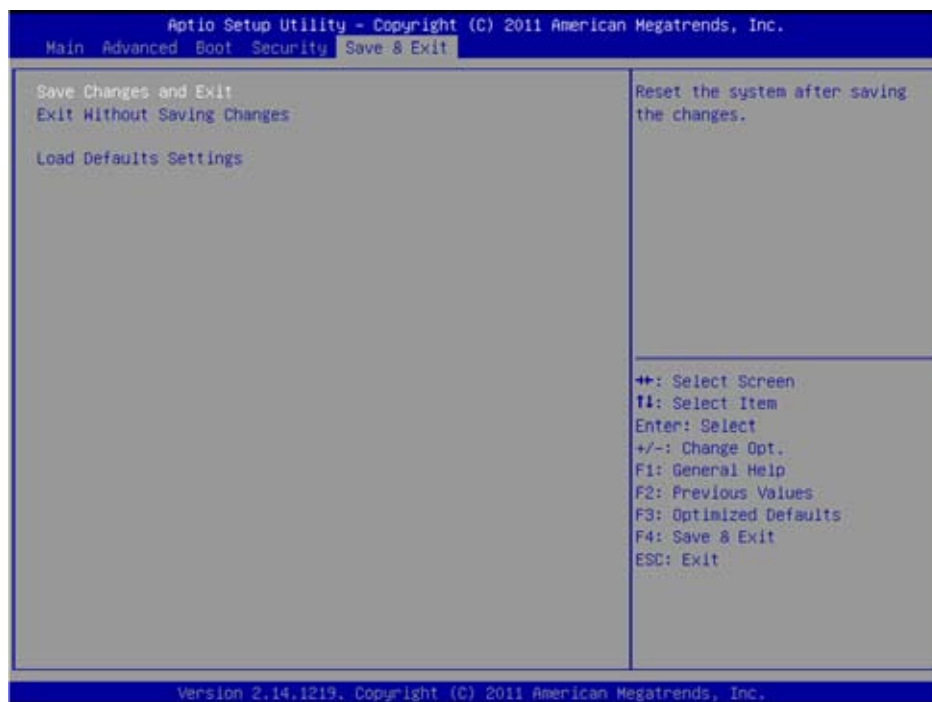 Aptio Setup Utility – Copyright (C) 2011 American Megatrends, Inc.
Main Advanced Boot Security Save & Exit
Save Changes and Exit
Exit Without Saving Changes
Load Defaults Settings
Reset the system after saving
the changes.
→←: Select Screen
↑↓: Select Item
Enter: Select
+/-: Change Opt.
F1: General Help
F2: Previous Values
F3: Optimized Defaults
F4: Save & Exit
ESC: Exit
Version 2.14.1219. Copyright (C) 2011 American Megatrends, Inc.